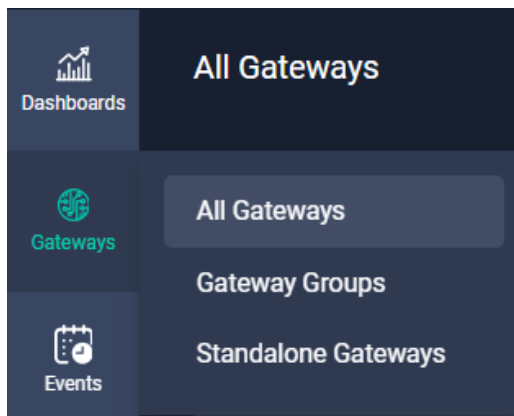 Dashboards
All Gateways
Gateways
All Gateways
Gateway Groups
Standalone Gateways
Events